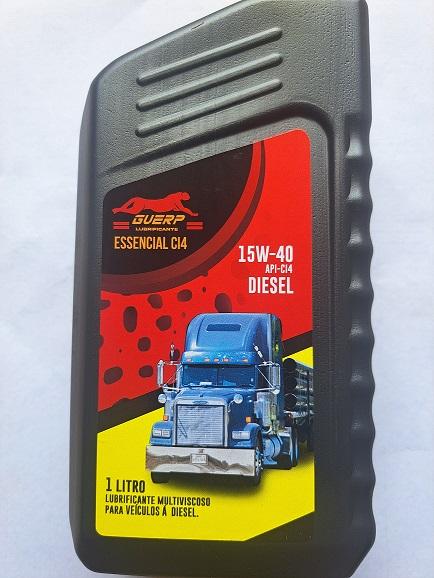 GUERP
LUBRIFICANTE
ESSENCIAL CI4
15W-40
API-CI4
DIESEL
1 LITRO
LUBRIFICANTE MULTIVISCOSO
PARA VEÍCULOS Á DIESEL.